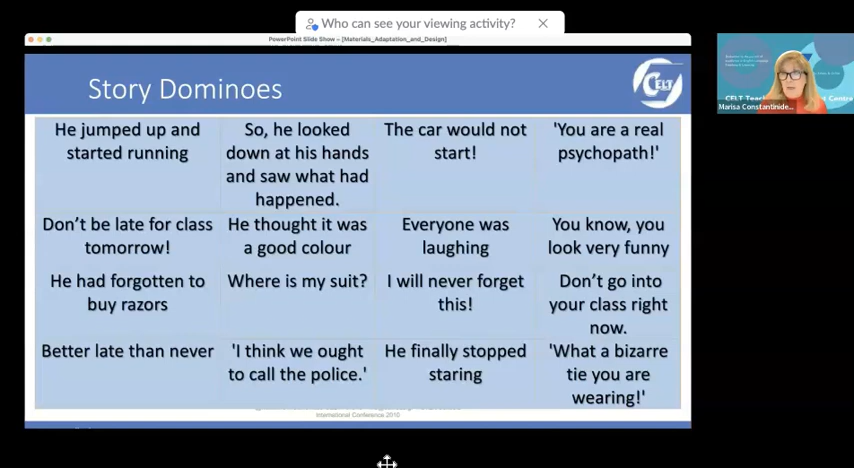 Who can see your viewing activity?
PowerPoint Slide Show – [Materials_Adaptation_and_Design]
Story Dominoes
CELT
He jumped up and
started running
So, he looked
down at his hands
and saw what had
happened.
The car would not
start!
'You are a real
psychopath!'
Don't be late for class
tomorrow!
He thought it was
a good colour
Everyone was
laughing
You know, you
look very funny
He had forgotten to
buy razors
Where is my suit?
I will never forget
this!
Don't go into
your class right
now.
Better late than never
'I think we ought
to call the police.'
He finally stopped
staring
'What a bizarre
tie you are
wearing!'
International Conference 2010
CELT Teac
t Centre
Marisa Constantinide...